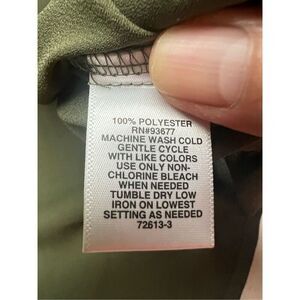 100% POLYESTER
RN#93677
MACHINE WASH COLD
GENTLE CYCLE
WITH LIKE COLORS
USE ONLY NON-
CHLORINE BLEACH
WHEN NEEDED
TUMBLE DRY LOW
IRON ON LOWEST
SETTING AS NEEDED
72613-3